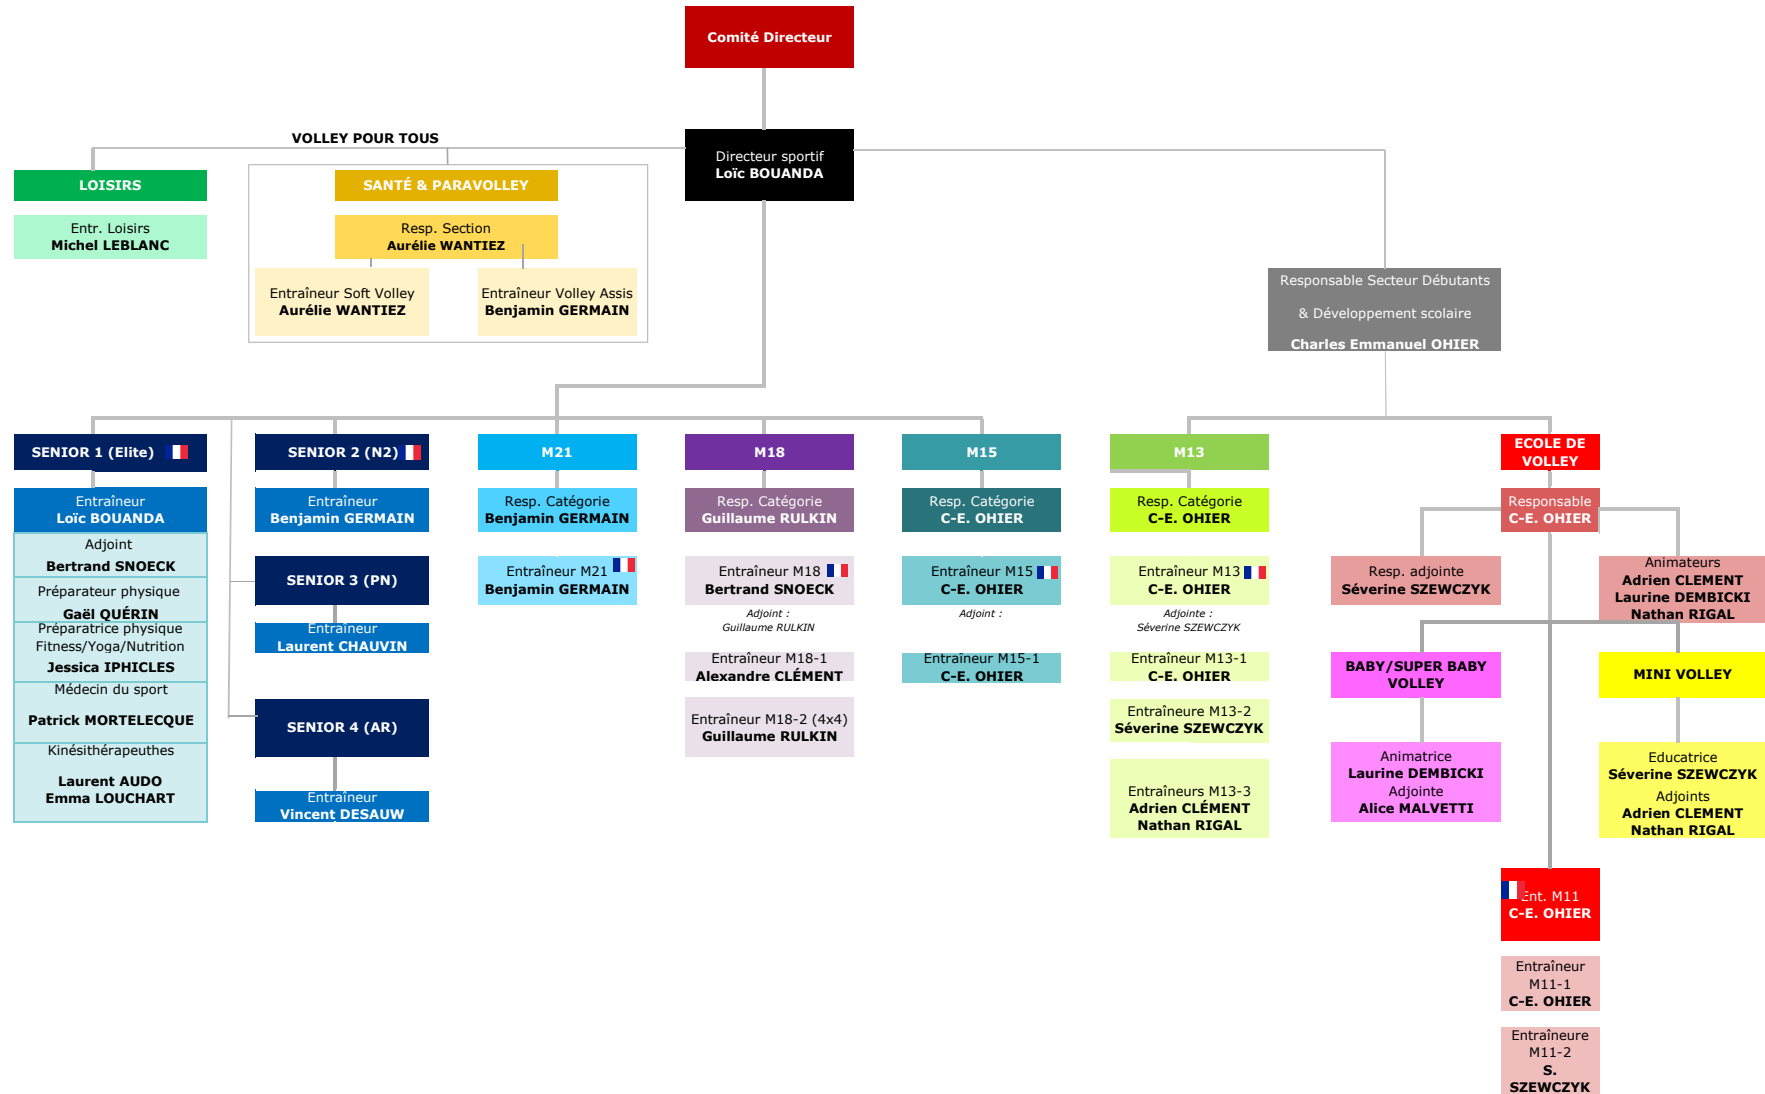 Comité Directeur
VOLLEY POUR TOUS
Directeur sportif
Loïc BOUANDA
LOISIRS
Entr. Loisirs
Michel LEBLANC
SANTÉ & PARAVOLLEY
Resp. Section
Aurélie WANTIEZ
Entraîneur Soft Volley
Aurélie WANTIEZ
Entraîneur Volley Assis
Benjamin GERMAIN
Responsable Secteur Débutants
& Développement scolaire
Charles Emmanuel OHIER
SENIOR 1 (Elite)
Entraîneur
Loïc BOUANDA
Adjoint
Bertrand SNOECK
Préparateur physique
Gaël QUÉRIN
Préparatrice physique
Fitness/Yoga/Nutrition
Jessica IPHICLES
Médecin du sport
Patrick MORTELECQUE
Kinésithérapeuthes
Laurent AUDO
Emma LOUCHART
SENIOR 2 (N2)
Entraîneur
Benjamin GERMAIN
SENIOR 3 (PN)
Entraîneur
Laurent CHAUVIN
SENIOR 4 (AR)
Entraîneur
Vincent DESAUW
M21
Resp. Catégorie
Benjamin GERMAIN
Entraîneur M21
Benjamin GERMAIN
M18
Resp. Catégorie
Guillaume RULKIN
Entraîneur M18
Bertrand SNOECK
Adjoint :
Guillaume RULKIN
Entraîneur M18-1
Alexandre CLÉMENT
Entraîneur M18-2 (4x4)
Guillaume RULKIN
M15
Resp. Catégorie
C-E. OHIER
Entraîneur M15
C-E. OHIER
Adjoint :
Entraîneur M15-1
C-E. OHIER
M13
Resp. Catégorie
C-E. OHIER
Entraîneur M13
C-E. OHIER
Adjointe :
Séverine SZEWCZYK
Entraîneur M13-1
C-E. OHIER
Entraîneure M13-2
Séverine SZEWCZYK
Entraîneurs M13-3
Adrien CLÉMENT
Nathan RIGAL
ECOLE DE
VOLLEY
Responsable
C-E. OHIER
Resp. adjointe
Séverine SZEWCZYK
Animateurs
Adrien CLEMENT
Laurine DEMBICKI
Nathan RIGAL
BABY/SUPER BABY
VOLLEY
Animatrice
Laurine DEMBICKI
Adjointe
Alice MALVETTI
MINI VOLLEY
Educatrice
Séverine SZEWCZYK
Adjoints
Adrien CLEMENT
Nathan RIGAL
Ent. M11
C-E. OHIER
Entraîneur
M11-1
C-E. OHIER
Entraîneure
M11-2
S.
SZEWCZYK